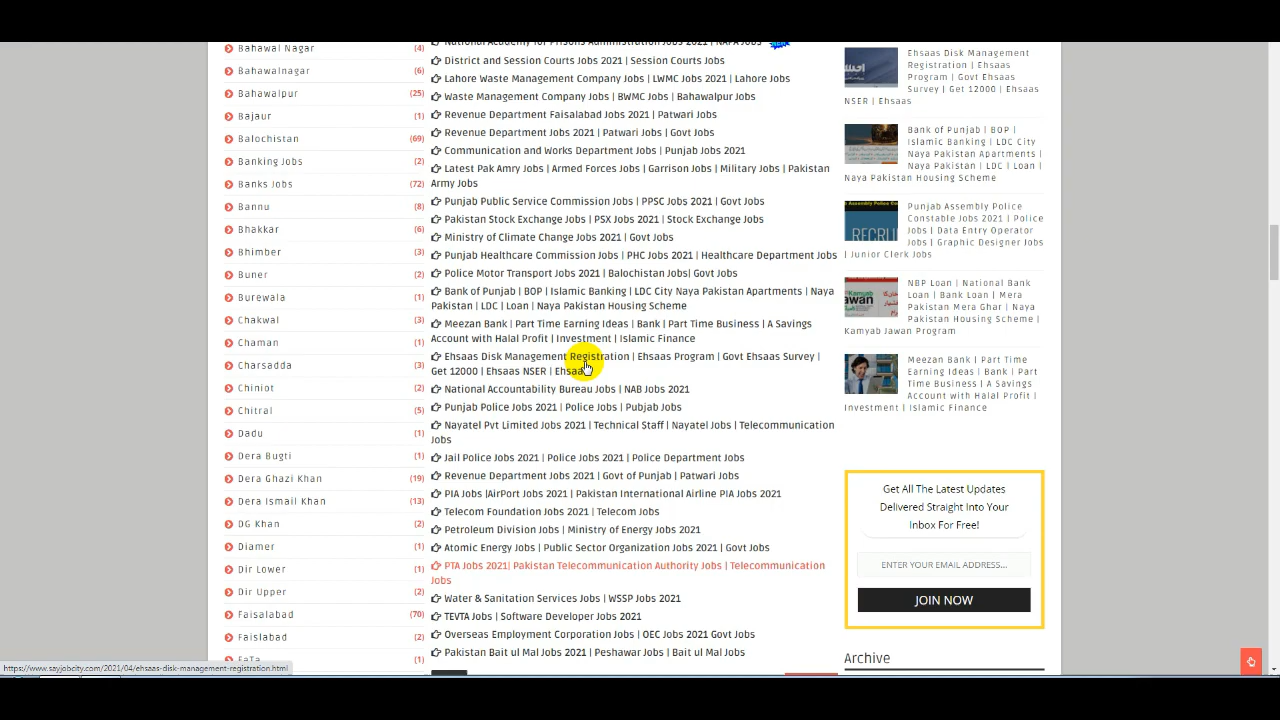 Bahawal Nagar (4)
Bahawalnagar (6)
Bahawalpur (25)
Bajaur (1)
Balochistan (69)
Banking Jobs (2)
Banks Jobs (72)
Bannu (8)
Bhakkar (6)
Bhimber (3)
Buner (2)
Burewala (1)
Chakwal (3)
Chaman (1)
Charsadda (3)
Chiniot (2)
Chitral (5)
Dadu (1)
Dera Bugti (1)
Dera Ghazi Khan (19)
Dera Ismail Khan (13)
DG Khan (2)
Diamer (1)
Dir Lower (1)
Dir Upper (2)
Faisalabad (70)
Faislabad (2)
FaTa (1)
National Academy for Prisons Administration Jobs 2021 | NAPA Jobs
District and Session Courts Jobs 2021 | Session Courts Jobs
Lahore Waste Management Company Jobs | LWMC Jobs 2021 | Lahore Jobs
Waste Management Company Jobs | BWMC Jobs | Bahawalpur Jobs
Revenue Department Faisalabad Jobs 2021 | Patwari Jobs
Revenue Department Jobs 2021 | Patwari Jobs | Govt Jobs
Communication and Works Department Jobs | Punjab Jobs 2021
Latest Pak Amry Jobs | Armed Forces Jobs | Garrison Jobs | Military Jobs | Pakistan
Army Jobs
Punjab Public Service Commission Jobs | PPSC Jobs 2021 | Govt Jobs
Pakistan Stock Exchange Jobs | PSX Jobs 2021 | Stock Exchange Jobs
Ministry of Climate Change Jobs 2021 | Govt Jobs
Punjab Healthcare Commission Jobs | PHC Jobs 2021 | Healthcare Department Jobs
Police Motor Transport Jobs 2021 | Balochistan Jobs| Govt Jobs
Bank of Punjab | BOP | Islamic Banking | LDC City Naya Pakistan Apartments | Naya
Pakistan | LDC | Loan | Naya Pakistan Housing Scheme
Meezan Bank | Part Time Earning Ideas | Bank | Part Time Business | A Savings
Account with Halal Profit | Investment | Islamic Finance
Ehsaas Disk Management Registration | Ehsaas Program | Govt Ehsaas Survey |
Get 12000 | Ehsaas NSER | Ehsaas
National Accountability Bureau Jobs | NAB Jobs 2021
Punjab Police Jobs 2021 | Police Jobs | Pubjab Jobs
Nayatel Pvt Limited Jobs 2021 | Technical Staff | Nayatel Jobs | Telecommunication
Jobs
Jail Police Jobs 2021 | Police Jobs 2021 | Police Department Jobs
Revenue Department Jobs 2021 | Govt of Punjab | Patwari Jobs
PIA Jobs |AirPort Jobs 2021 | Pakistan International Airline PIA Jobs 2021
Telecom Foundation Jobs 2021 | Telecom Jobs
Petroleum Division Jobs | Ministry of Energy Jobs 2021
Atomic Energy Jobs | Public Sector Organization Jobs 2021 | Govt Jobs
PTA Jobs 2021| Pakistan Telecommunication Authority Jobs | Telecommunication
Jobs
Water & Sanitation Services Jobs | WSSP Jobs 2021
TEVTA Jobs | Software Developer Jobs 2021
Overseas Employment Corporation Jobs | OEC Jobs 2021 Govt Jobs
Pakistan Bait ul Mal Jobs 2021 | Peshawar Jobs | Bait ul Mal Jobs
Ehsaas Disk Management
Registration | Ehsaas
Program | Govt Ehsaas
Survey | Get 12000 | Ehsaas
NSER | Ehsaas
Bank of Punjab | BOP |
Islamic Banking | LDC City
Naya Pakistan Apartments |
Naya Pakistan | LDC | Loan |
Naya Pakistan Housing Scheme
Punjab Assembly Police
Constable Jobs 2021 | Police
Jobs | Data Entry Operator
Jobs | Graphic Designer Jobs
| Junior Clerk Jobs
NBP Loan | National Bank
Loan | Bank Loan | Mera
Pakistan Mera Ghar | Naya
Pakistan Housing Scheme |
Kamyab Jawan Program
Meezan Bank | Part Time
Earning Ideas | Bank | Part
Time Business | A Savings
Account with Halal Profit |
Investment | Islamic Finance
Get All The Latest Updates
Delivered Straight Into Your
Inbox For Free!
ENTER YOUR EMAIL ADDRESS...
JOIN NOW
Archive
https://www.sayjobcity.com/2021/04/ehsaas-disk-management-registration.html